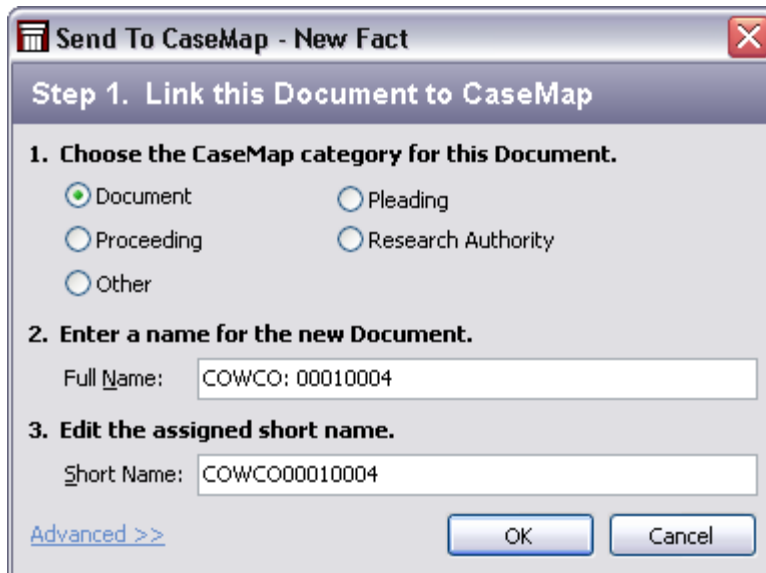 Send To CaseMap - New Fact
Step 1. Link this Document to CaseMap
1. Choose the CaseMap category for this Document.
Document
Pleading
Proceeding
Research Authority
Other
2. Enter a name for the new Document.
Full Name: COWCO: 00010004
3. Edit the assigned short name.
Short Name: COWCO00010004
Advanced >> OK Cancel